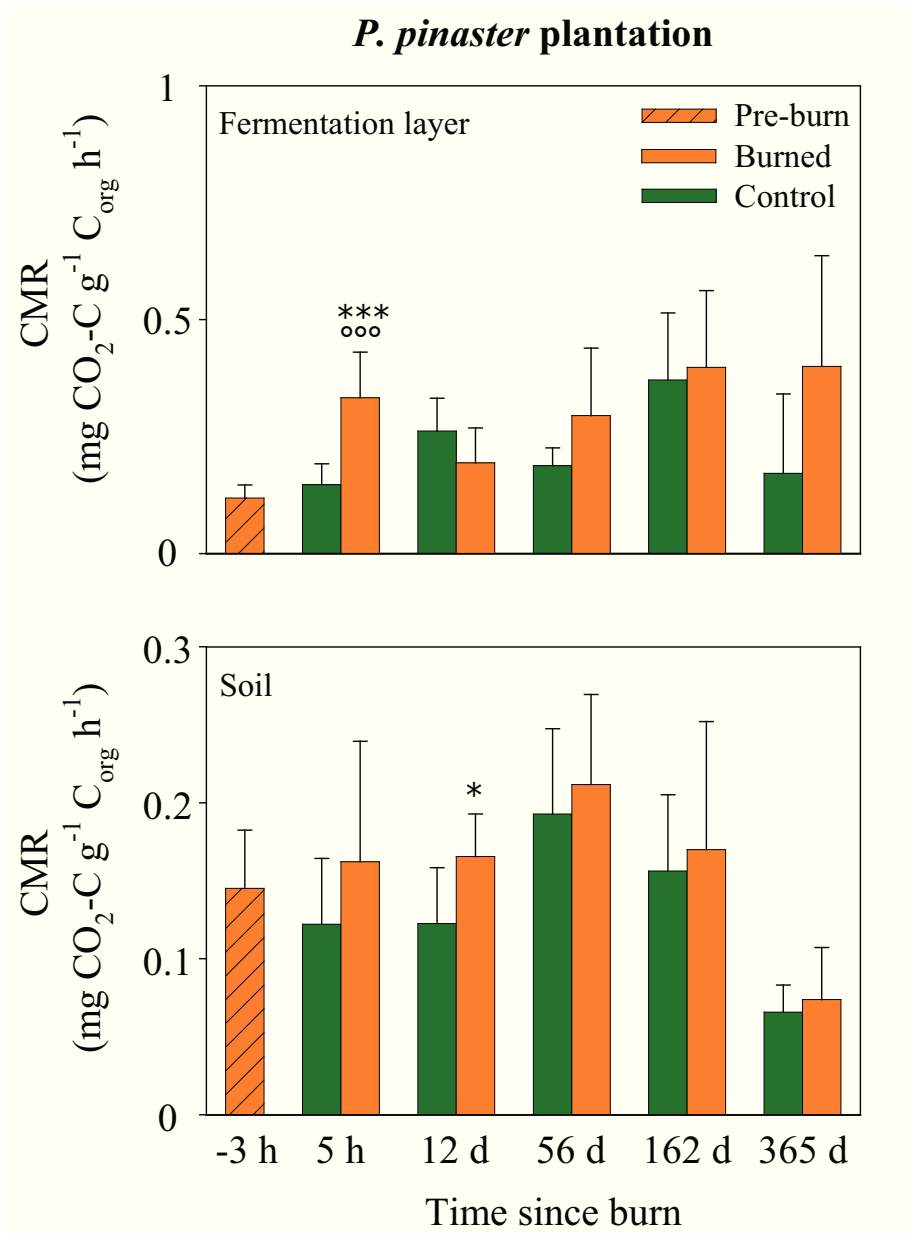 P. pinaster plantation
1
Fermentation layer
Pre-burn
Burned
Control
CMR
(mg CO₂-C g⁻¹ C_org h⁻¹)
***
°°°
0.5
0
0.3
Soil
CMR
(mg CO₂-C g⁻¹ C_org h⁻¹)
0.2
*
0.1
0
-3 h 5 h 12 d 56 d 162 d 365 d
Time since burn